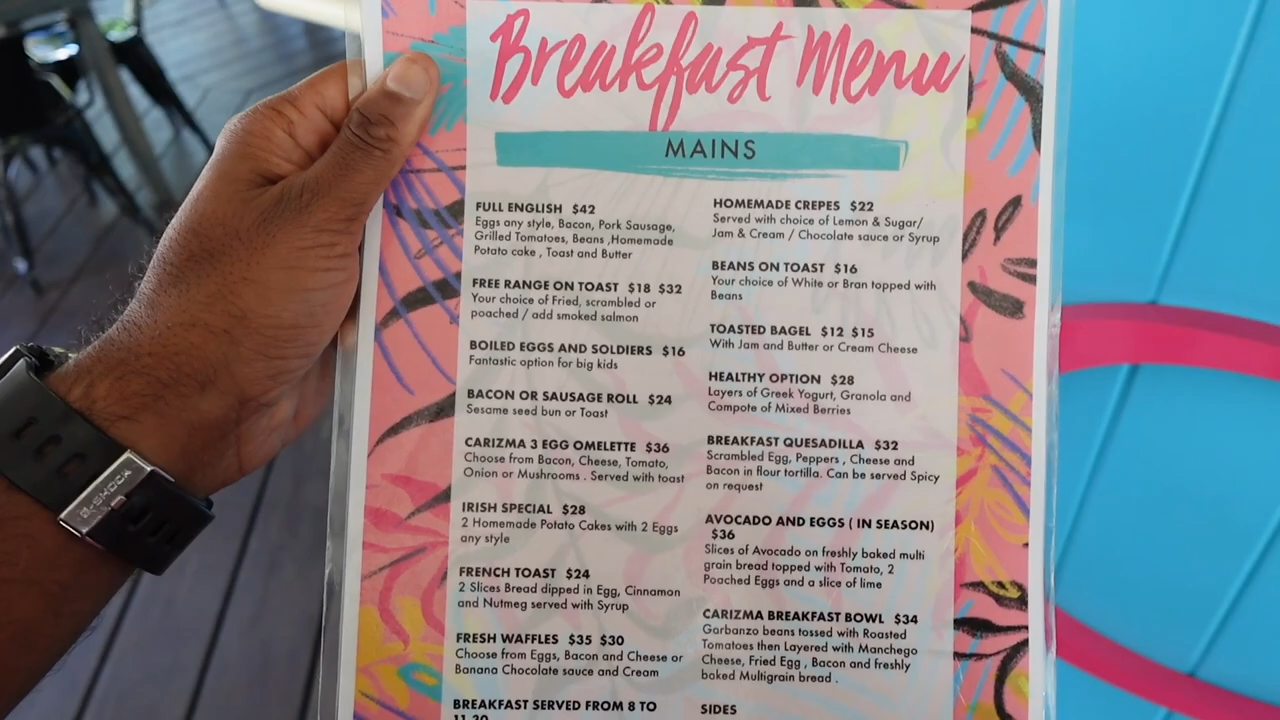 Breakfast Menu
MAINS
FULL ENGLISH $42
Eggs any style, Bacon, Pork Sausage,
Grilled Tomatoes, Beans ,Homemade
Potato cake , Toast and Butter
FREE RANGE ON TOAST $18 $32
Your choice of Fried, scrambled or
poached / add smoked salmon
BOILED EGGS AND SOLDIERS $16
Fantastic option for big kids
BACON OR SAUSAGE ROLL $24
Sesame seed bun or Toast
CARIZMA 3 EGG OMELETTE $36
Choose from Bacon, Cheese, Tomato,
Onion or Mushrooms . Served with toast
IRISH SPECIAL $28
2 Homemade Potato Cakes with 2 Eggs
any style
FRENCH TOAST $24
2 Slices Bread dipped in Egg, Cinnamon
and Nutmeg served with Syrup
FRESH WAFFLES $35 $30
Choose from Eggs, Bacon and Cheese or
Banana Chocolate sauce and Cream
BREAKFAST SERVED FROM 8 TO
11.30
HOMEMADE CREPES $22
Served with choice of Lemon & Sugar/
Jam & Cream / Chocolate sauce or Syrup
BEANS ON TOAST $16
Your choice of White or Bran topped with
Beans
TOASTED BAGEL $12 $15
With Jam and Butter or Cream Cheese
HEALTHY OPTION $28
Layers of Greek Yogurt, Granola and
Compote of Mixed Berries
BREAKFAST QUESADILLA $32
Scrambled Egg, Peppers , Cheese and
Bacon in flour tortilla. Can be served Spicy
on request
AVOCADO AND EGGS ( IN SEASON)
$36
Slices of Avocado on freshly baked multi
grain bread topped with Tomato, 2
Poached Eggs and a slice of lime
CARIZMA BREAKFAST BOWL $34
Garbanzo beans tossed with Roasted
Tomatoes then Layered with Manchego
Cheese, Fried Egg , Bacon and freshly
baked Multigrain bread .
SIDES
G-SHOCK